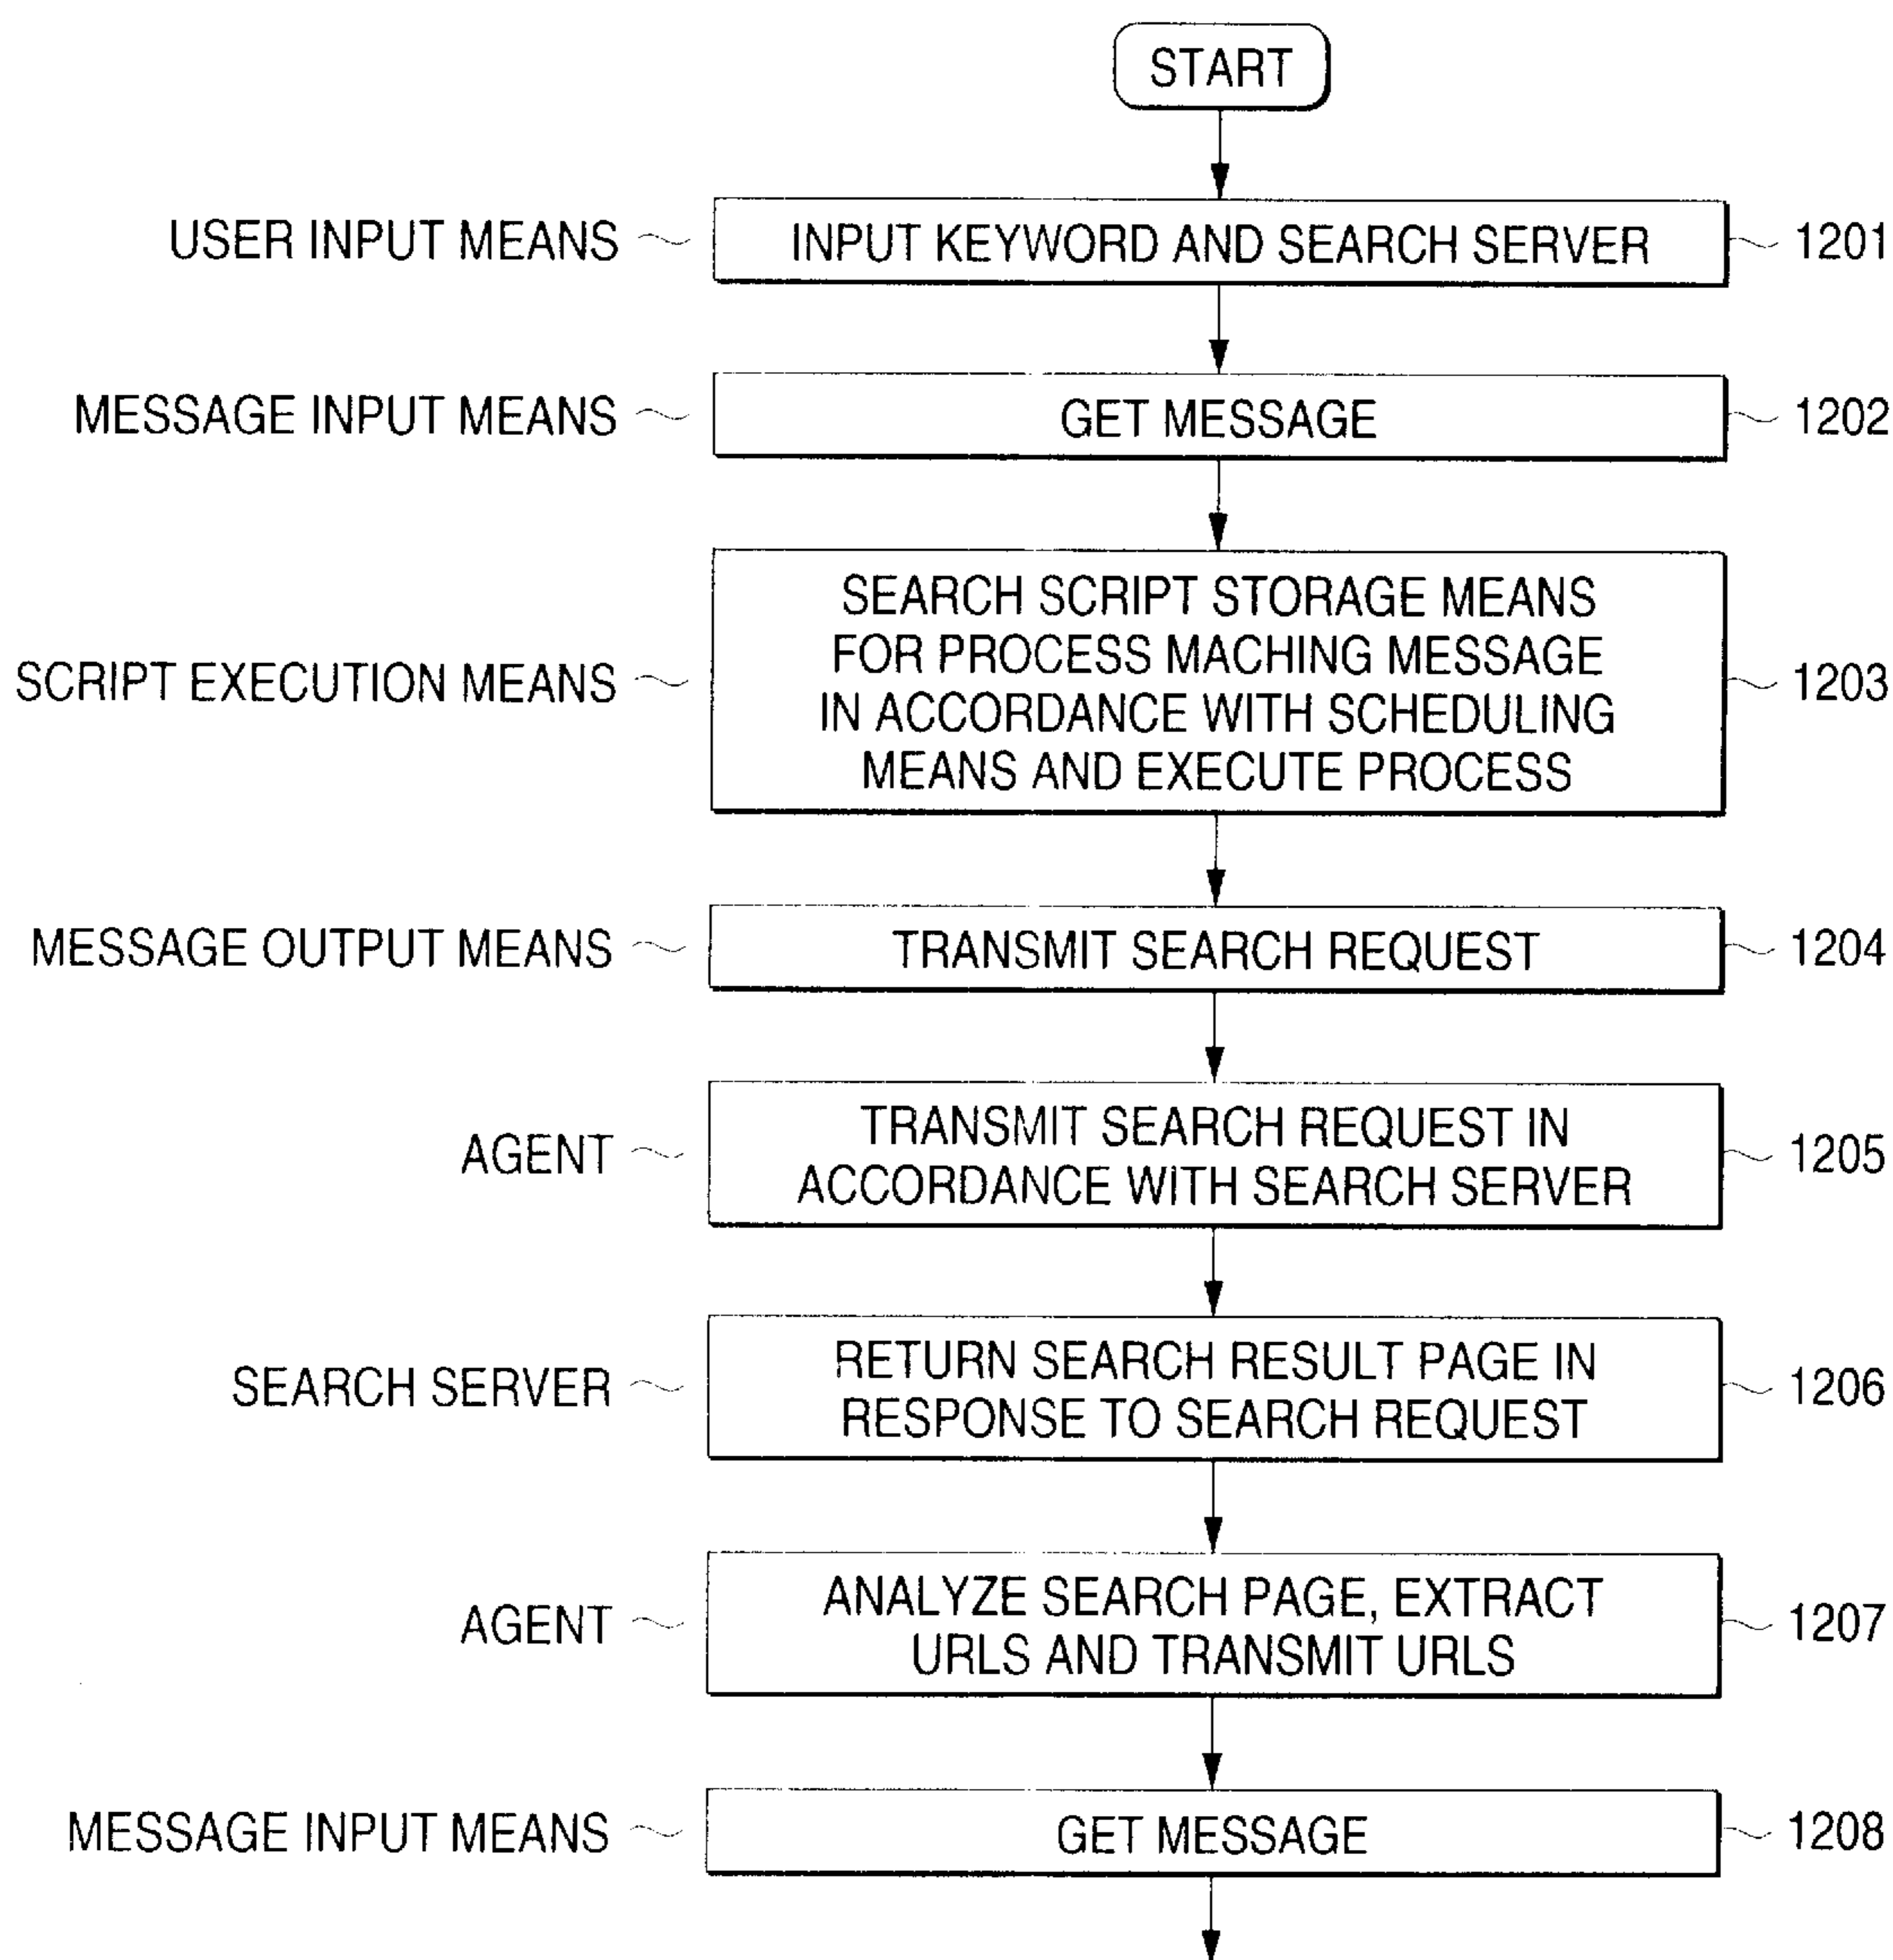 START
USER INPUT MEANS
INPUT KEYWORD AND SEARCH SERVER
1201
MESSAGE INPUT MEANS
GET MESSAGE
1202
SCRIPT EXECUTION MEANS
SEARCH SCRIPT STORAGE MEANS
FOR PROCESS MACHING MESSAGE
IN ACCORDANCE WITH SCHEDULING
MEANS AND EXECUTE PROCESS
1203
MESSAGE OUTPUT MEANS
TRANSMIT SEARCH REQUEST
1204
AGENT
TRANSMIT SEARCH REQUEST IN
ACCORDANCE WITH SEARCH SERVER
1205
SEARCH SERVER
RETURN SEARCH RESULT PAGE IN
RESPONSE TO SEARCH REQUEST
1206
AGENT
ANALYZE SEARCH PAGE, EXTRACT
URLS AND TRANSMIT URLS
1207
MESSAGE INPUT MEANS
GET MESSAGE
1208